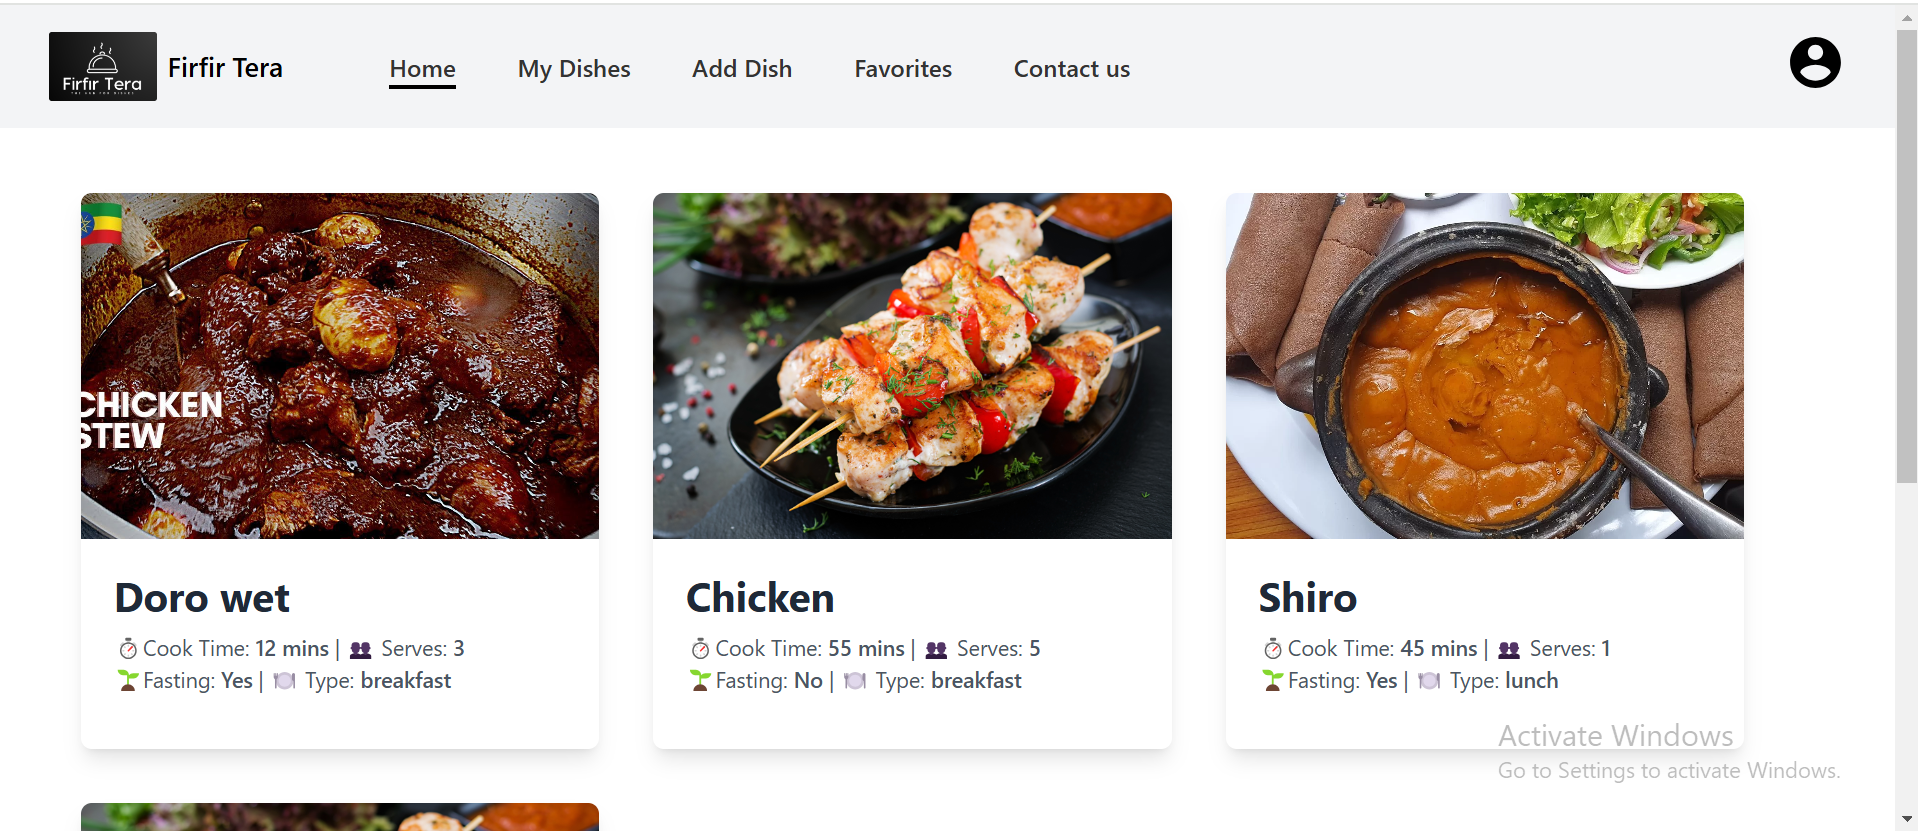 Firfir Tera
Firfir Tera
Home
My Dishes
Add Dish
Favorites
Contact us
CHICKEN
STEW
Doro wet
Cook Time: 12 mins | Serves: 3
Fasting: Yes | Type: breakfast
Chicken
Cook Time: 55 mins | Serves: 5
Fasting: No | Type: breakfast
Shiro
Cook Time: 45 mins | Serves: 1
Fasting: Yes | Type: lunch
Activate Windows
Go to Settings to activate Windows.